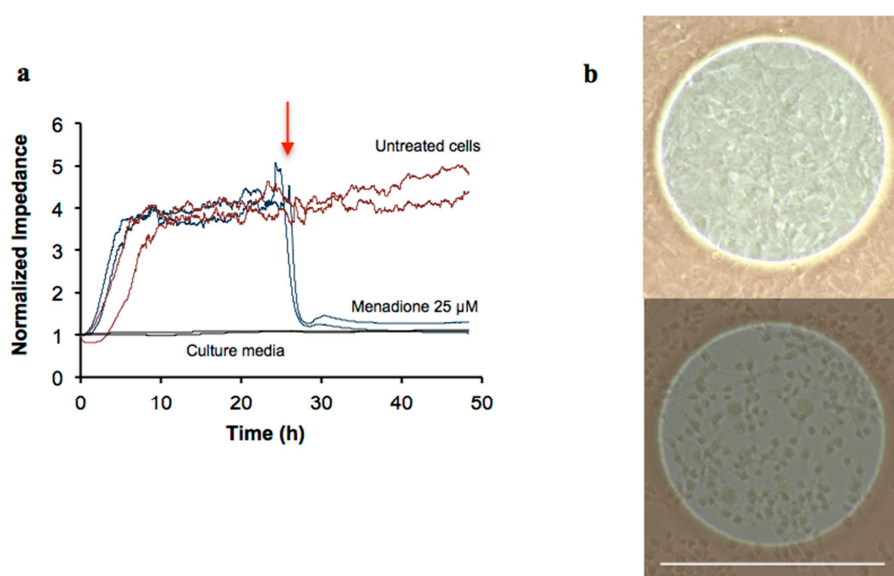 a
b
6
5
4
3
2
1
0
Normalized Impedance
Untreated cells
Menadione 25 µM
Culture media
0 10 20 30 40 50
Time (h)